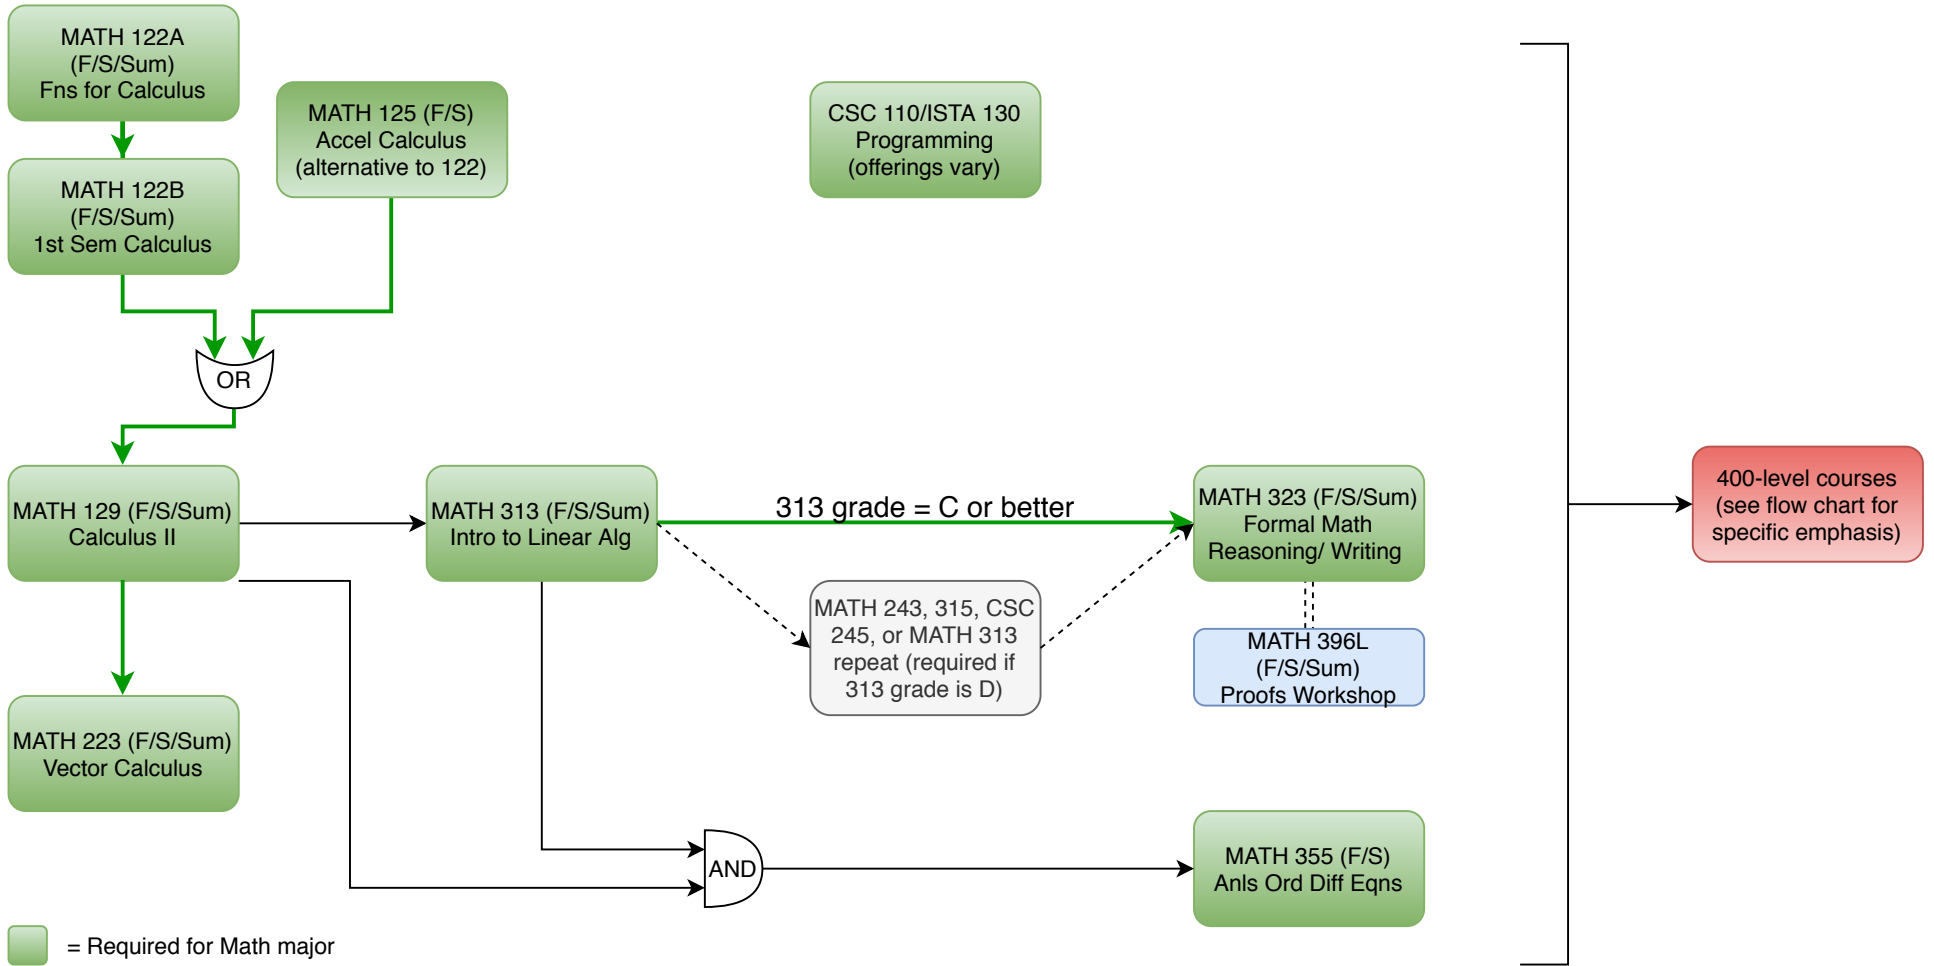 MATH 122A
(F/S/Sum)
Fns for Calculus
MATH 125 (F/S)
Accel Calculus
(alternative to 122)
CSC 110/ISTA 130
Programming
(offerings vary)
MATH 122B
(F/S/Sum)
1st Sem Calculus
OR
MATH 129 (F/S/Sum)
Calculus II
MATH 313 (F/S/Sum)
Intro to Linear Alg
313 grade = C or better
MATH 323 (F/S/Sum)
Formal Math
Reasoning/ Writing
400-level courses
(see flow chart for
specific emphasis)
MATH 243, 315, CSC
245, or MATH 313
repeat (required if
313 grade is D)
MATH 396L
(F/S/Sum)
Proofs Workshop
MATH 223 (F/S/Sum)
Vector Calculus
AND
MATH 355 (F/S)
Anls Ord Diff Eqns
= Required for Math major